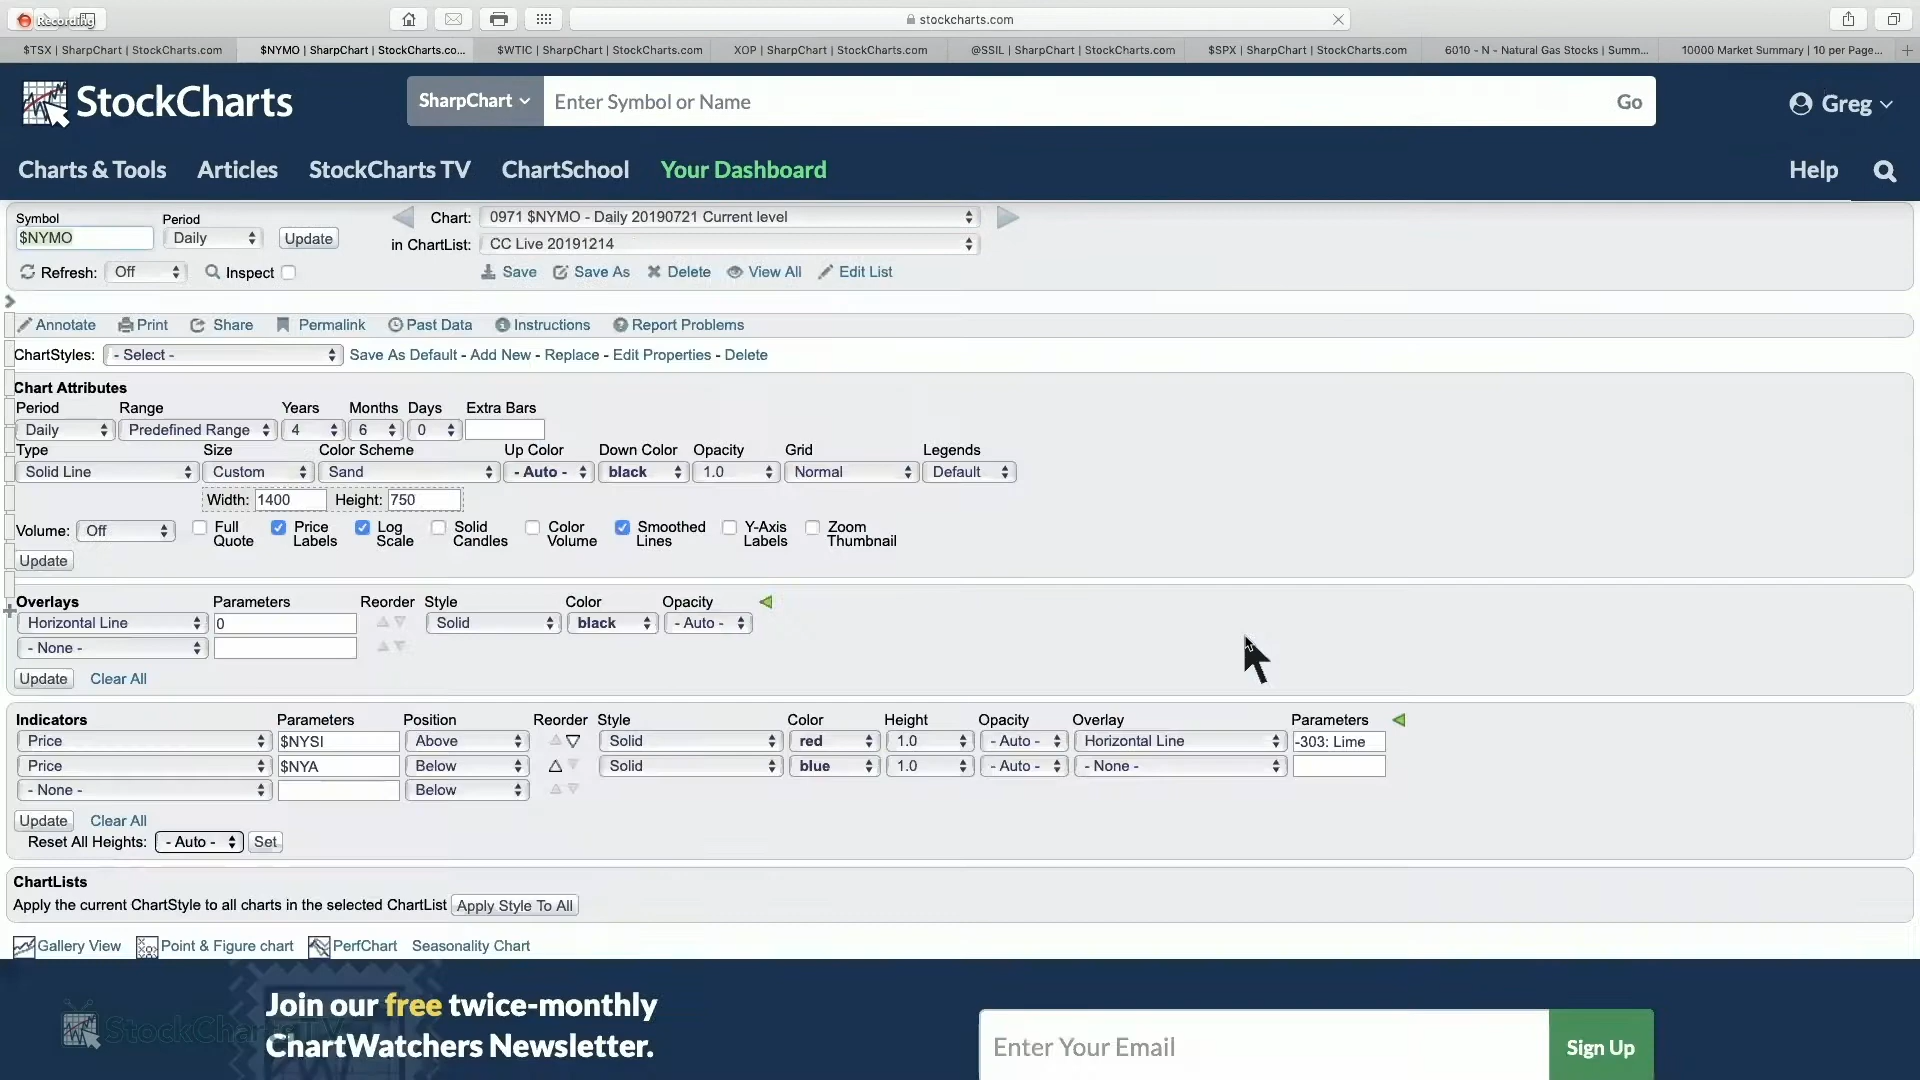 Recording
stockcharts.com
$TSX | SharpChart | StockCharts.com
$NYMO | SharpChart | StockCharts.co...
$WTIC | SharpChart | StockCharts.com
XOP | SharpChart | StockCharts.com
@SSIL | SharpChart | StockCharts.com
$SPX | SharpChart | StockCharts.com
6010 - N - Natural Gas Stocks | Summ...
10000 Market Summary | 10 per Page...
StockCharts
SharpChart
Enter Symbol or Name
Go
Greg
Charts & Tools
Articles
StockCharts TV
ChartSchool
Your Dashboard
Help
Symbol
Period
$NYMO
Daily
Update
Chart:
0971 $NYMO - Daily 20190721 Current level
in ChartList:
CC Live 20191214
Refresh:
Off
Inspect
Save
Save As
Delete
View All
Edit List
Annotate
Print
Share
Permalink
Past Data
Instructions
Report Problems
ChartStyles:
- Select -
Save As Default - Add New - Replace - Edit Properties - Delete
Chart Attributes
Period Range Years Months Days Extra Bars
Daily Predefined Range 4 6 0
Type Size Color Scheme Up Color Down Color Opacity Grid Legends
Solid Line Custom Sand - Auto - black 1.0 Normal Default
Width: 1400 Height: 750
Volume: Off
Full Quote
Price Labels
Log Scale
Solid Candles
Color Volume
Smoothed Lines
Y-Axis Labels
Zoom Thumbnail
Update
Overlays Parameters Reorder Style Color Opacity
Horizontal Line 0 Solid black - Auto -
- None -
Update Clear All
Indicators Parameters Position Reorder Style Color Height Opacity Overlay Parameters
Price $NYSI Above Solid red 1.0 - Auto - Horizontal Line -303: Lime
Price $NYA Below Solid blue 1.0 - Auto - - None -
- None - Below
Update Clear All
Reset All Heights: - Auto - Set
ChartLists
Apply the current ChartStyle to all charts in the selected ChartList Apply Style To All
Gallery View
Point & Figure chart
PerfChart
Seasonality Chart
StockCharts TV
Join our free twice-monthly
ChartWatchers Newsletter.
Enter Your Email
Sign Up